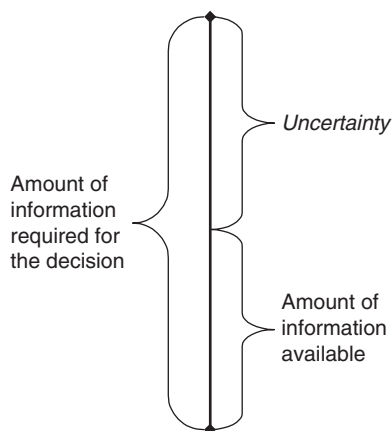 Uncertainty
Amount of
information
required for
the decision
Amount of
information
available